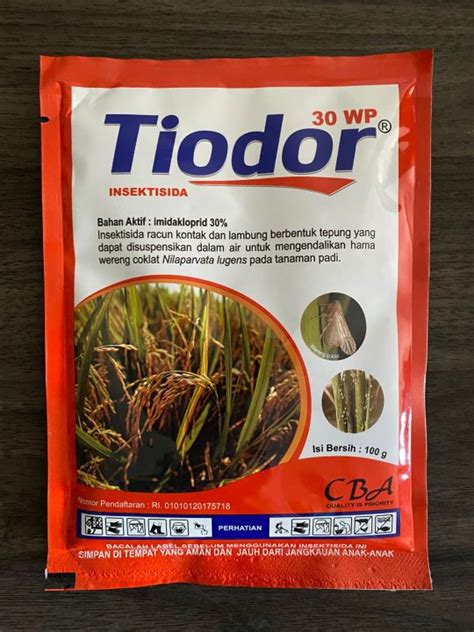 30 WP
Tiodor®
INSEKTISIDA
Bahan Aktif : imidakloprid 30%
Insektisida racun kontak dan lambung berbentuk tepung yang
dapat disuspensikan dalam air untuk mengendalikan hama
wereng coklat Nilaparvata lugens pada tanaman padi.
Isi Bersih : 100 g
CBA
QUALITY IS PRIORITY
Nomor Pendaftaran : RI. 01010120175718
PERHATIAN
BACALAH LABEL SEBELUM MENGGUNAKAN INSEKTISIDA INI
SIMPAN DI TEMPAT YANG AMAN DAN JAUH DARI JANGKAUAN ANAK-ANAK